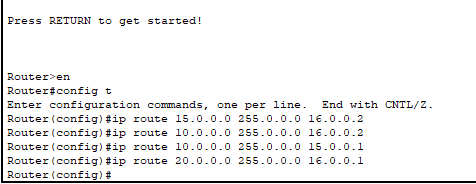 Press RETURN to get started!
Router>en
Router#config t
Enter configuration commands, one per line.  End with CNTL/Z.
Router(config)#ip route 15.0.0.0 255.0.0.0 16.0.0.2
Router(config)#ip route 10.0.0.0 255.0.0.0 16.0.0.2
Router(config)#ip route 10.0.0.0 255.0.0.0 15.0.0.1
Router(config)#ip route 20.0.0.0 255.0.0.0 16.0.0.1
Router(config)#